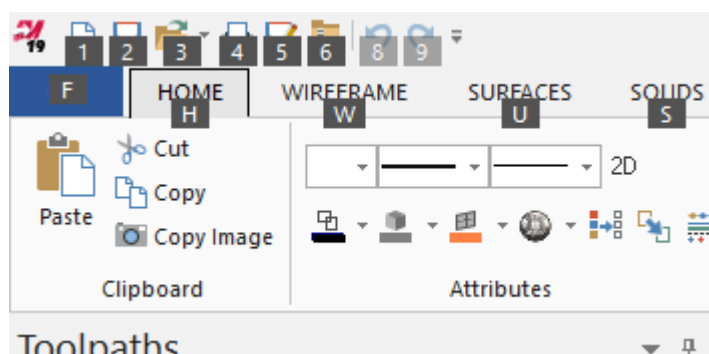 19
1 2 3 4 5 6 8 9
F HOME WIREFRAME SURFACES SOLIDS
H W U S
Cut
Copy
Paste
Copy Image
2D
Clipboard Attributes
Toolpaths